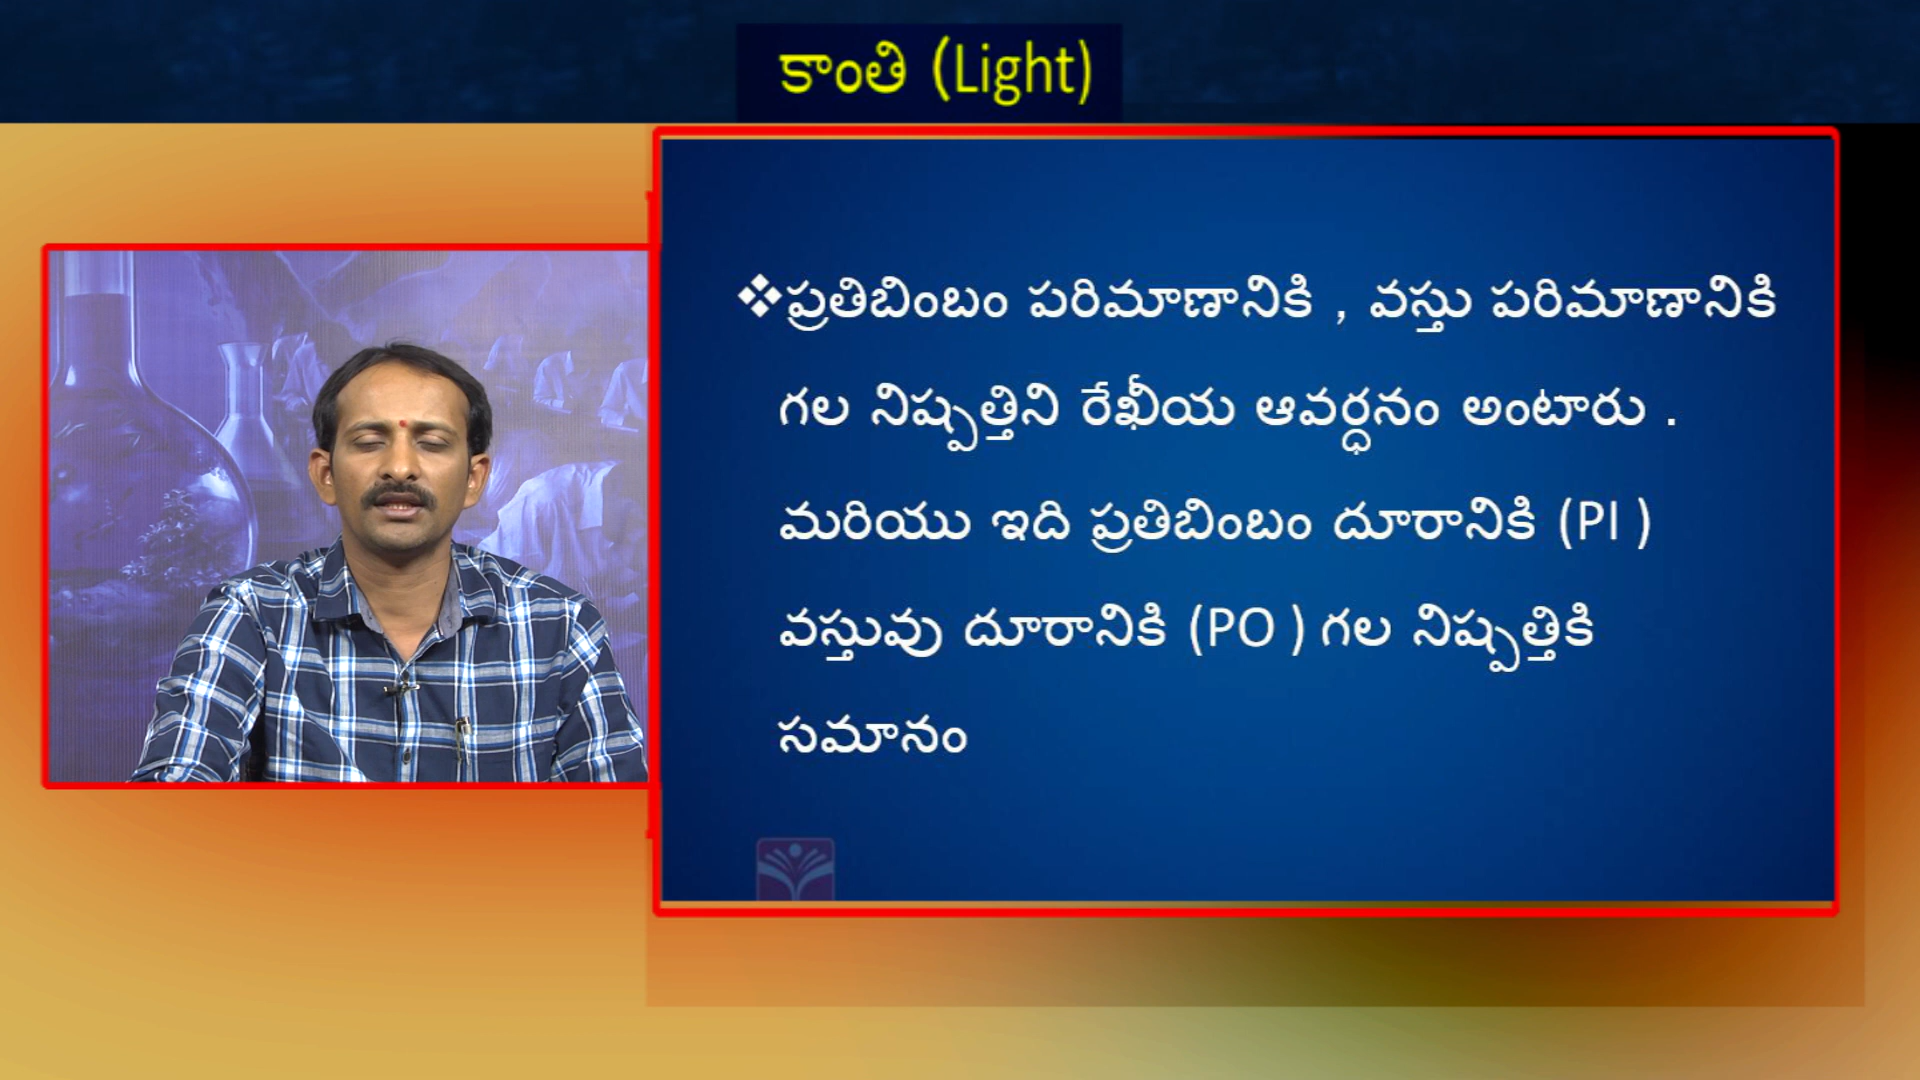 కాంతి (Light)
❖ప్రతిబింబం పరిమాణానికి , వస్తు పరిమాణానికి
గల నిష్పత్తిని రేఖీయ ఆవర్ధనం అంటారు .
మరియు ఇది ప్రతిబింబం దూరానికి (PI )
వస్తువు దూరానికి (PO ) గల నిష్పత్తికి
సమానం